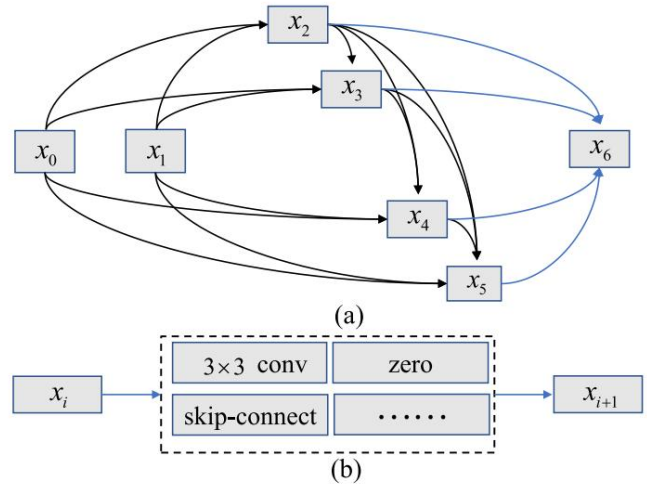 x₂
x₃
x₀ x₁ x₆
x₄
x₅
(a)
3×3 conv zero
xᵢ xᵢ₊₁
skip-connect ······
(b)